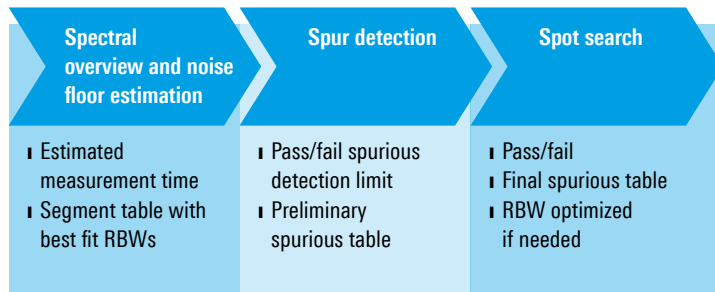 Spectral
overview and noise
floor estimation
Spur detection
Spot search
Estimated
measurement time
Segment table with
best fit RBWs
Pass/fail spurious
detection limit
Preliminary
spurious table
Pass/fail
Final spurious table
RBW optimized
if needed